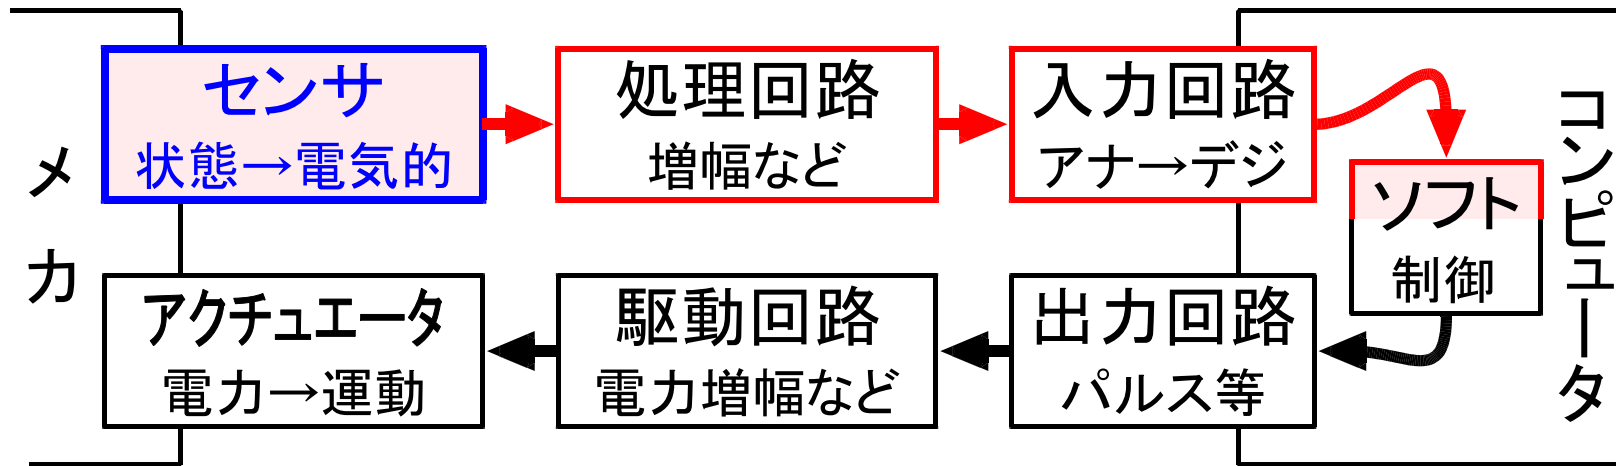 メカ
センサ
状態→電気的
処理回路
増幅など
入力回路
アナ→デジ
ソフト
制御
コンピュータ
アクチュエータ
電力→運動
駆動回路
電力増幅など
出力回路
パルス等